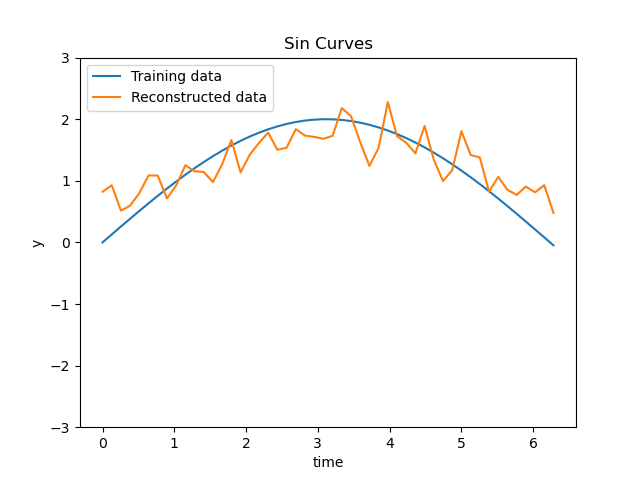 Sin Curves
Training data
Reconstructed data
3
2
1
0
−1
−2
−3
y
0 1 2 3 4 5 6
time